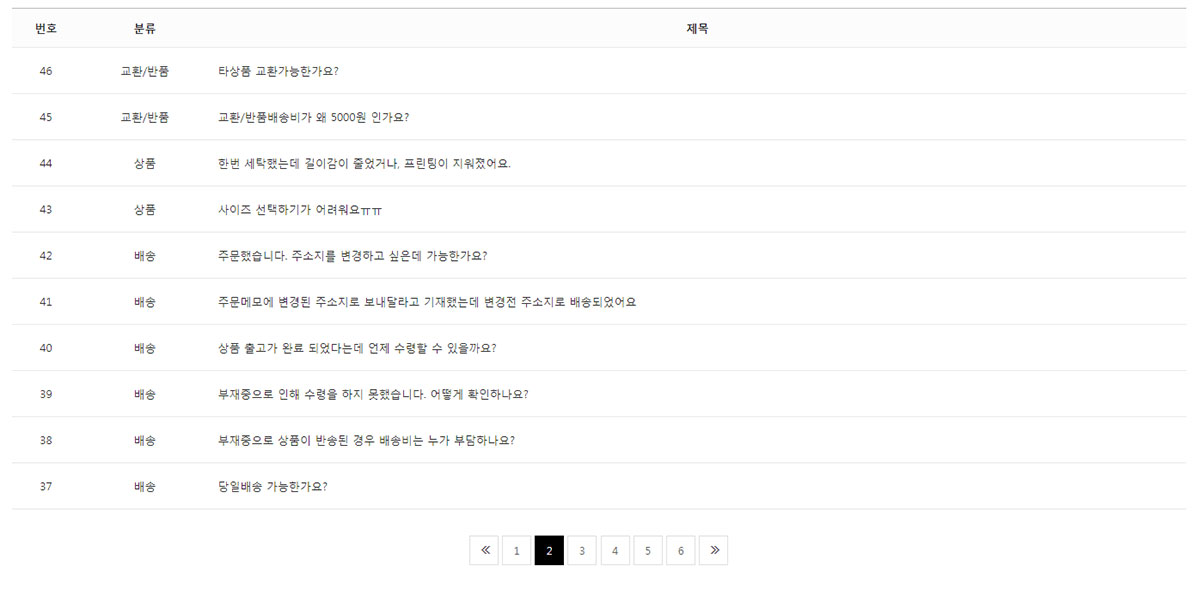 번호 분류 제목
46 교환/반품 타상품 교환가능한가요?
45 교환/반품 교환/반품배송비가 왜 5000원 인가요?
44 상품 한번 세탁했는데 길이감이 줄었거나, 프린팅이 지워졌어요.
43 상품 사이즈 선택하기가 어려워요ㅠㅠ
42 배송 주문했습니다. 주소지를 변경하고 싶은데 가능한가요?
41 배송 주문메모에 변경된 주소지로 보내달라고 기재했는데 변경전 주소지로 배송되었어요
40 배송 상품 출고가 완료 되었다는데 언제 수령할 수 있을까요?
39 배송 부재중으로 인해 수령을 하지 못했습니다. 어떻게 확인하나요?
38 배송 부재중으로 상품이 반송된 경우 배송비는 누가 부담하나요?
37 배송 당일배송 가능한가요?
« 1 2 3 4 5 6 »